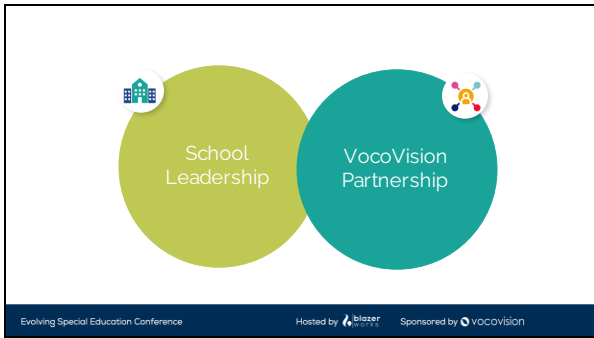 School
Leadership
VocoVision
Partnership
Evolving Special Education Conference
Hosted by blazer
works
Sponsored by vocovision